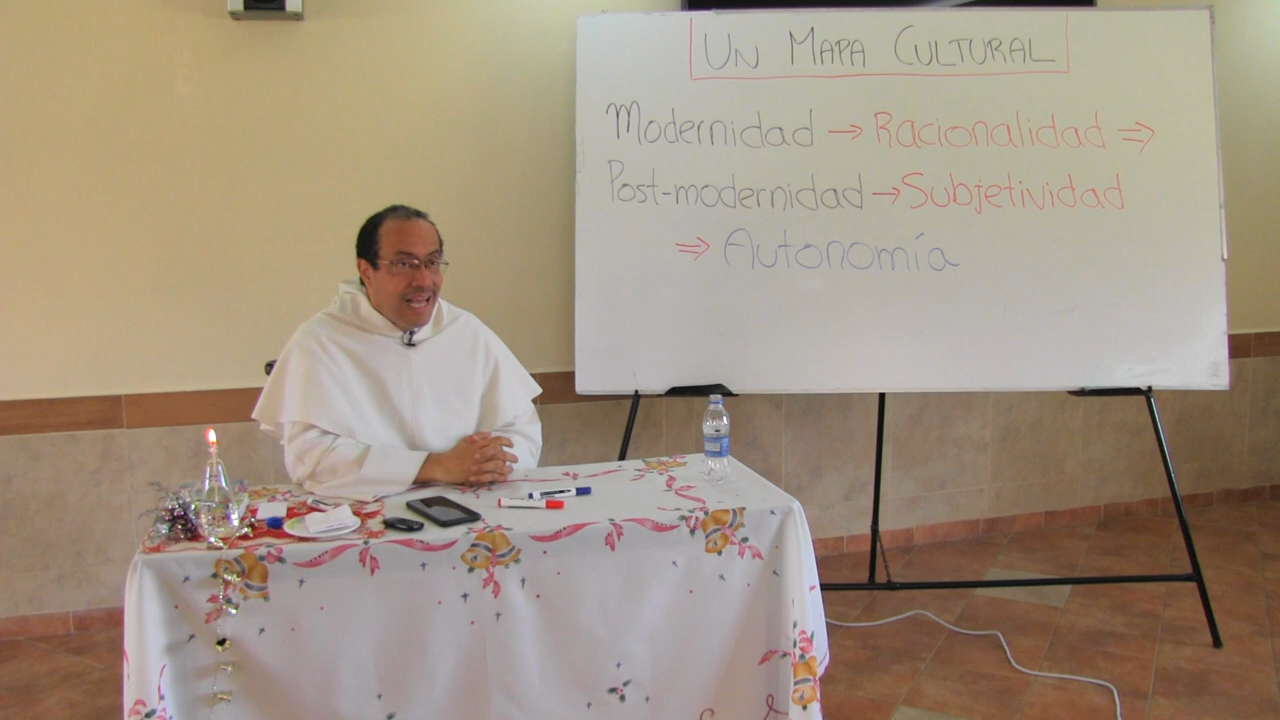 UN MAPA CULTURAL
Modernidad → Racionalidad ⇒
Post-modernidad → Subjetividad
⇒ Autonomía